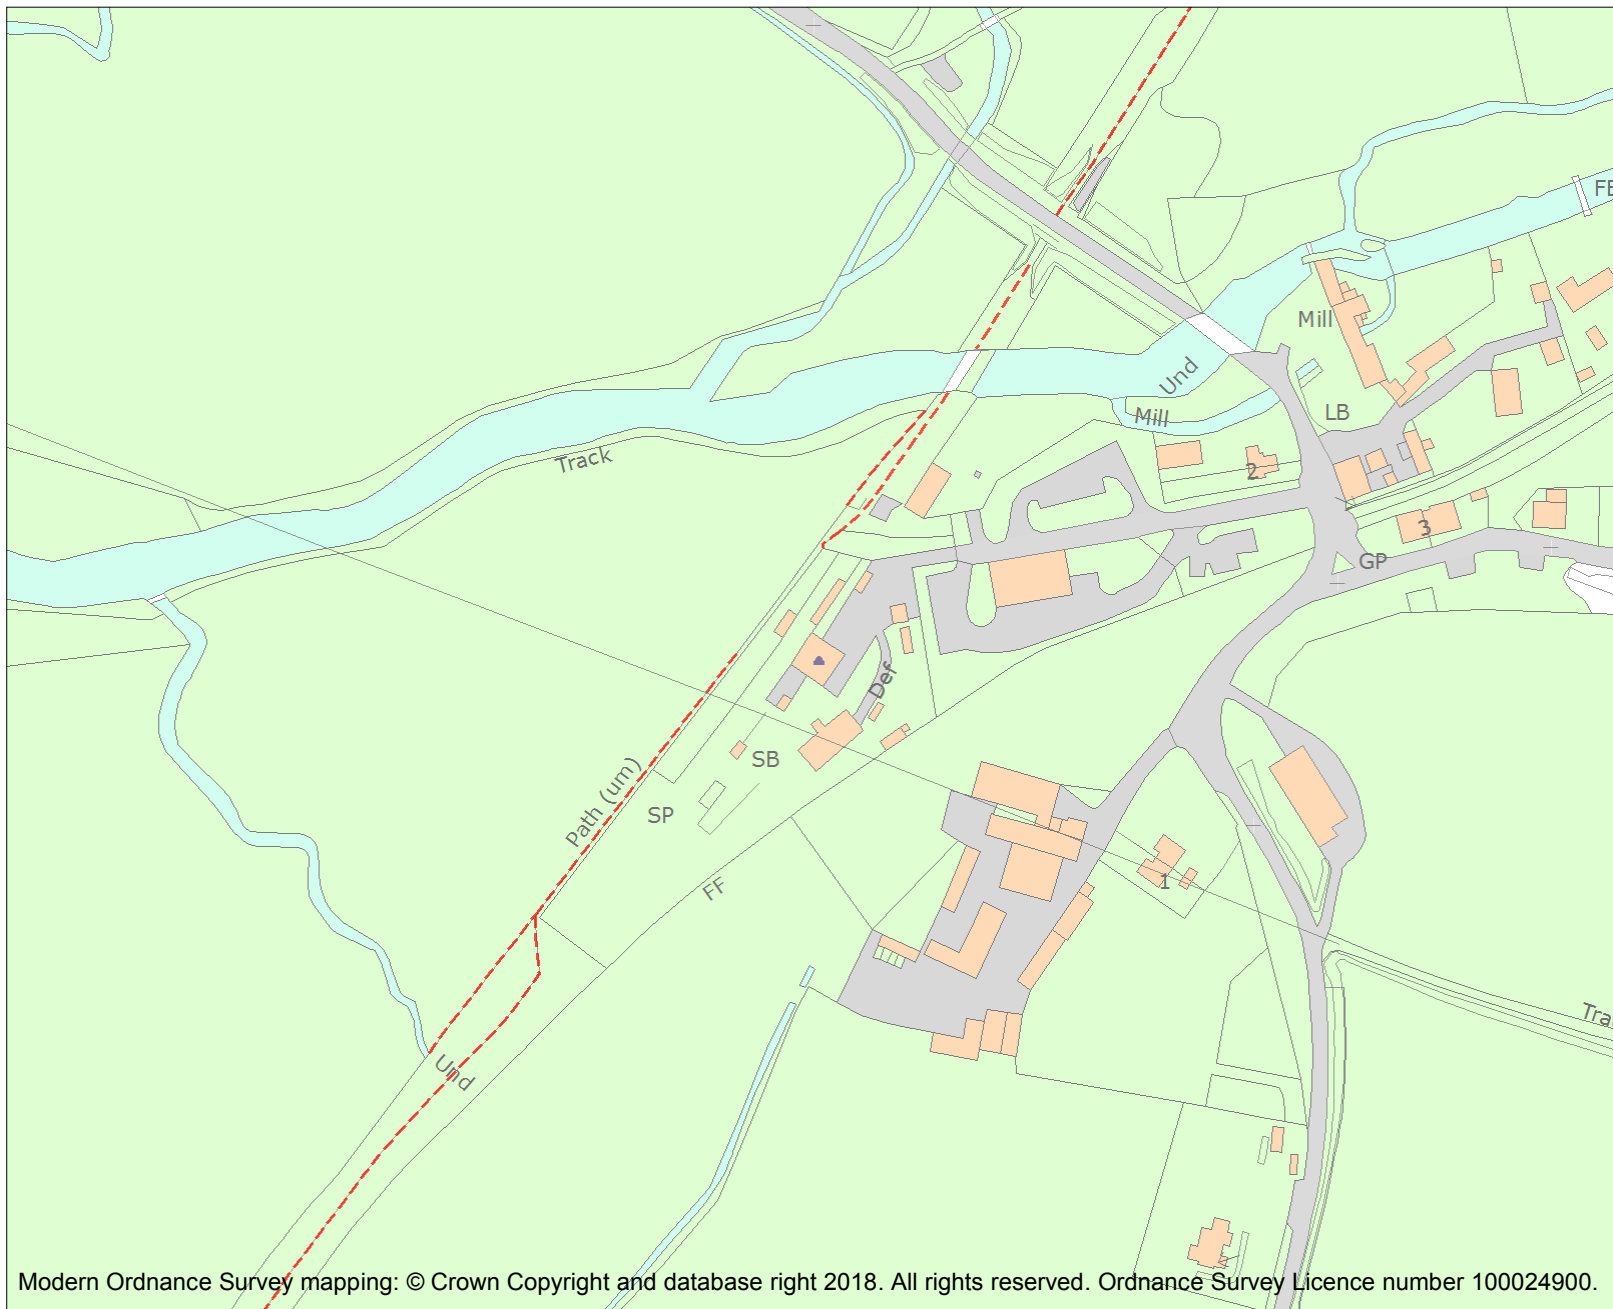 FB
Mill
Und
Mill
LB
Track
2
3
GP
Def
SB
Path (um)
SP
1
FF
Tra
Und
Modern Ordnance Survey mapping: © Crown Copyright and database right 2018. All rights reserved. Ordnance Survey Licence number 100024900.